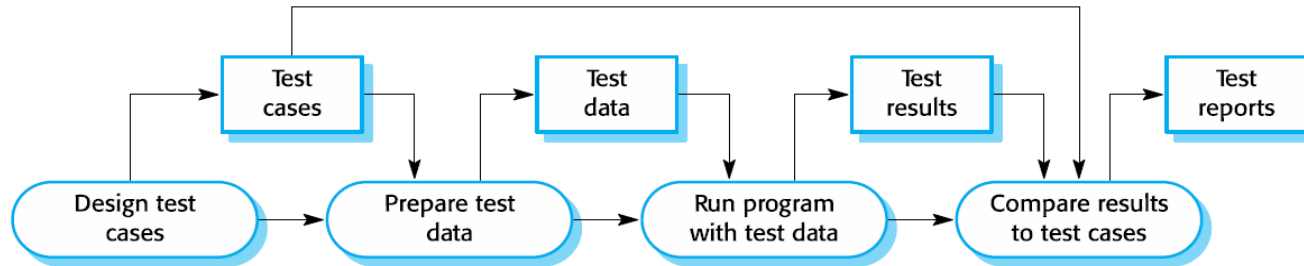 Test
cases
Test
data
Test
results
Test
reports
Design test
cases
Prepare test
data
Run program
with test data
Compare results
to test cases